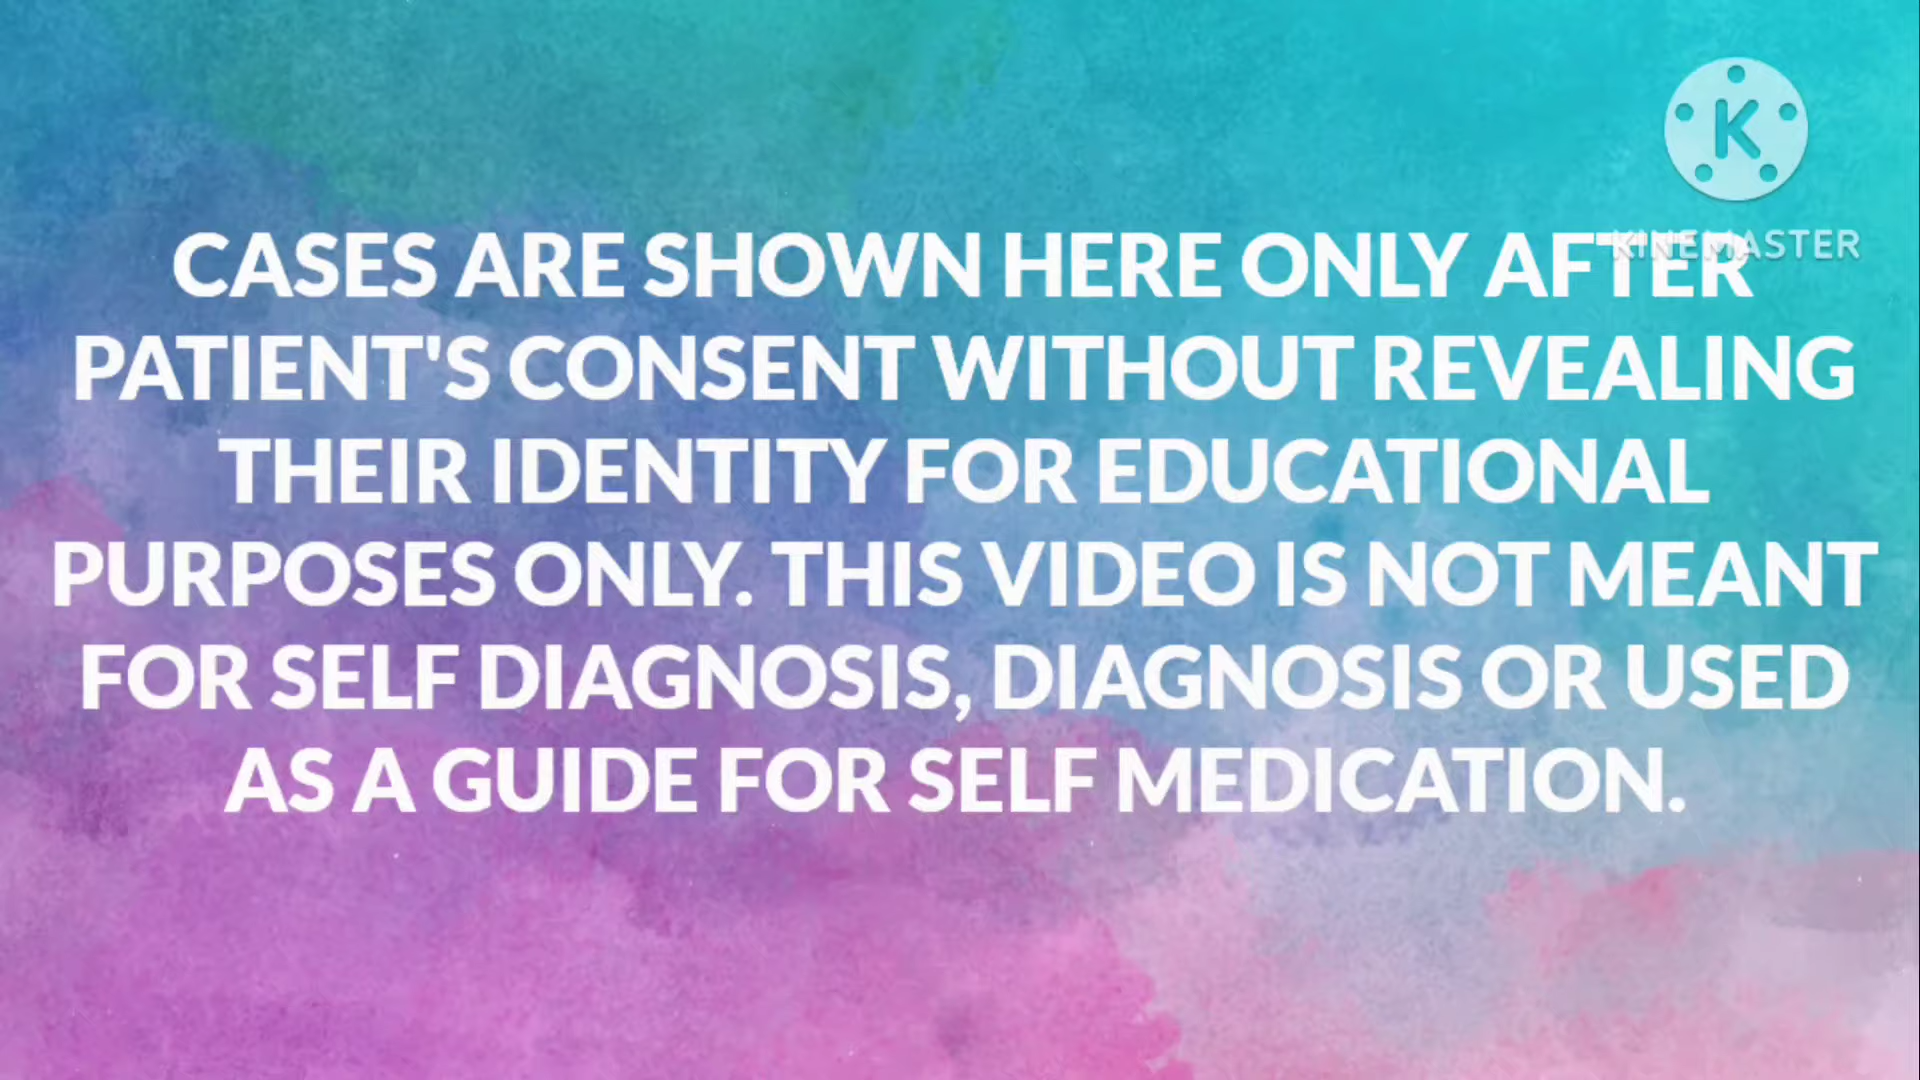 K
KINEMASTER
CASES ARE SHOWN HERE ONLY AFTER
PATIENT'S CONSENT WITHOUT REVEALING
THEIR IDENTITY FOR EDUCATIONAL
PURPOSES ONLY. THIS VIDEO IS NOT MEANT
FOR SELF DIAGNOSIS, DIAGNOSIS OR USED
AS A GUIDE FOR SELF MEDICATION.